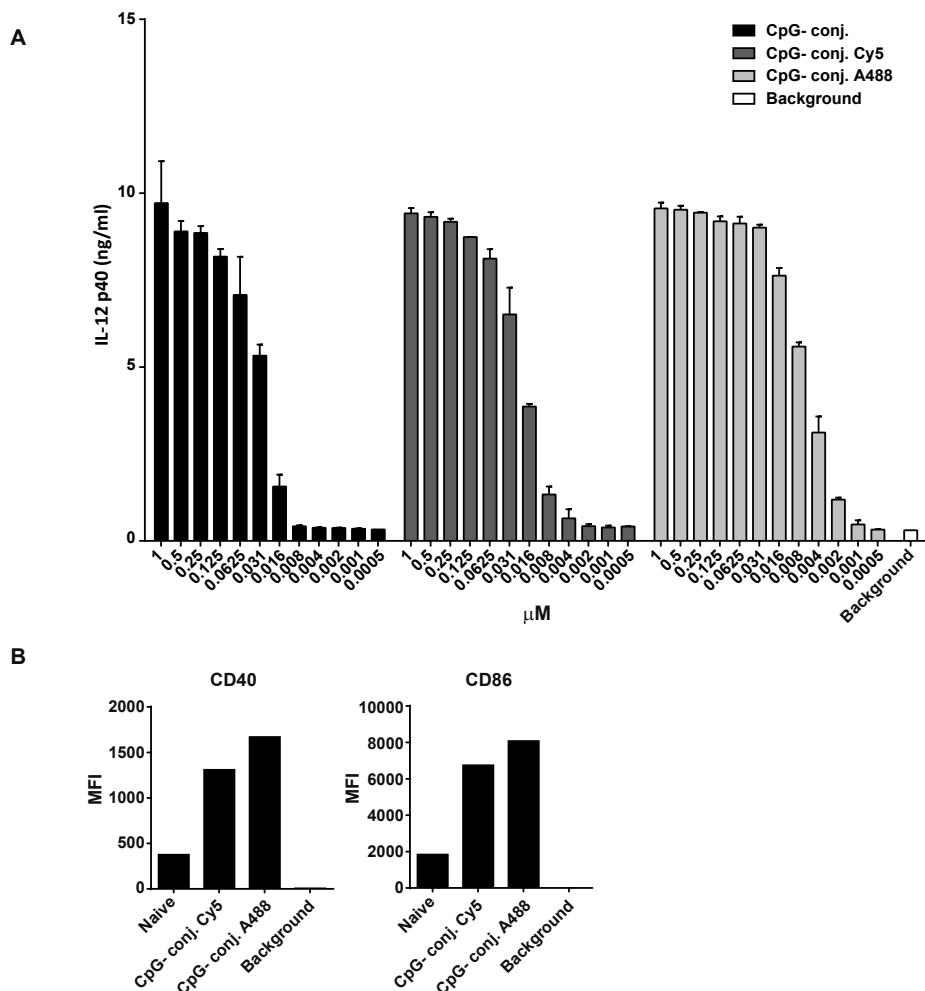 A
15
10
5
0
IL-12 p40 (ng/ml)
CpG- conj.
CpG- conj. Cy5
CpG- conj. A488
Background
1 0.5 0.25 0.125 0.0625 0.031 0.016 0.008 0.004 0.002 0.001 0.0005 1 0.5 0.25 0.125 0.0625 0.031 0.016 0.008 0.004 0.002 0.001 0.0005 1 0.5 0.25 0.125 0.0625 0.031 0.016 0.008 0.004 0.002 0.001 0.0005 Background
μM
B
CD40
2000
1500
1000
500
0
MFI
Naive
CpG- conj. Cy5
CpG- conj. A488
Background
CD86
10000
8000
6000
4000
2000
0
MFI
Naive
CpG- conj. Cy5
CpG- conj. A488
Background